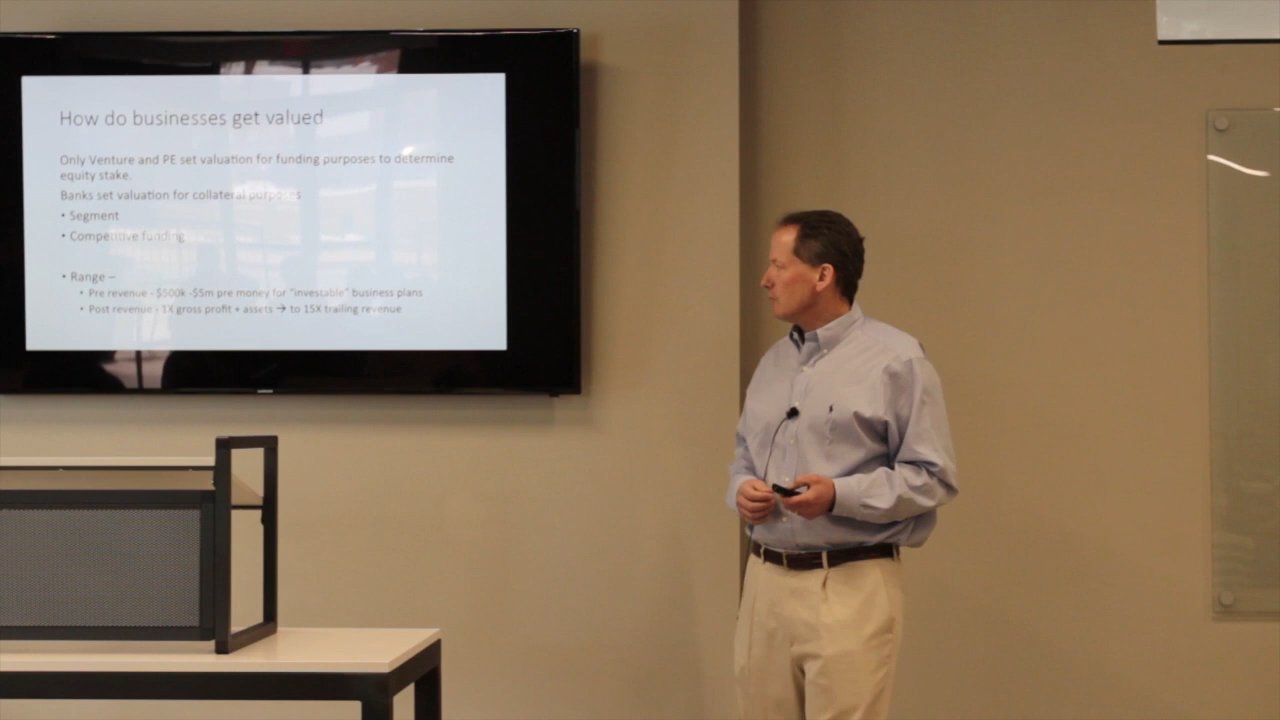 How do businesses get valued
Only Venture and PE set valuation for funding purposes to determine
equity stake.
Banks set valuation for collateral purposes
• Segment
• Competitive funding
• Range –
• Pre revenue - $500k -$5m pre money for "investable" business plans
• Post revenue - 1X gross profit + assets → to 15X trailing revenue